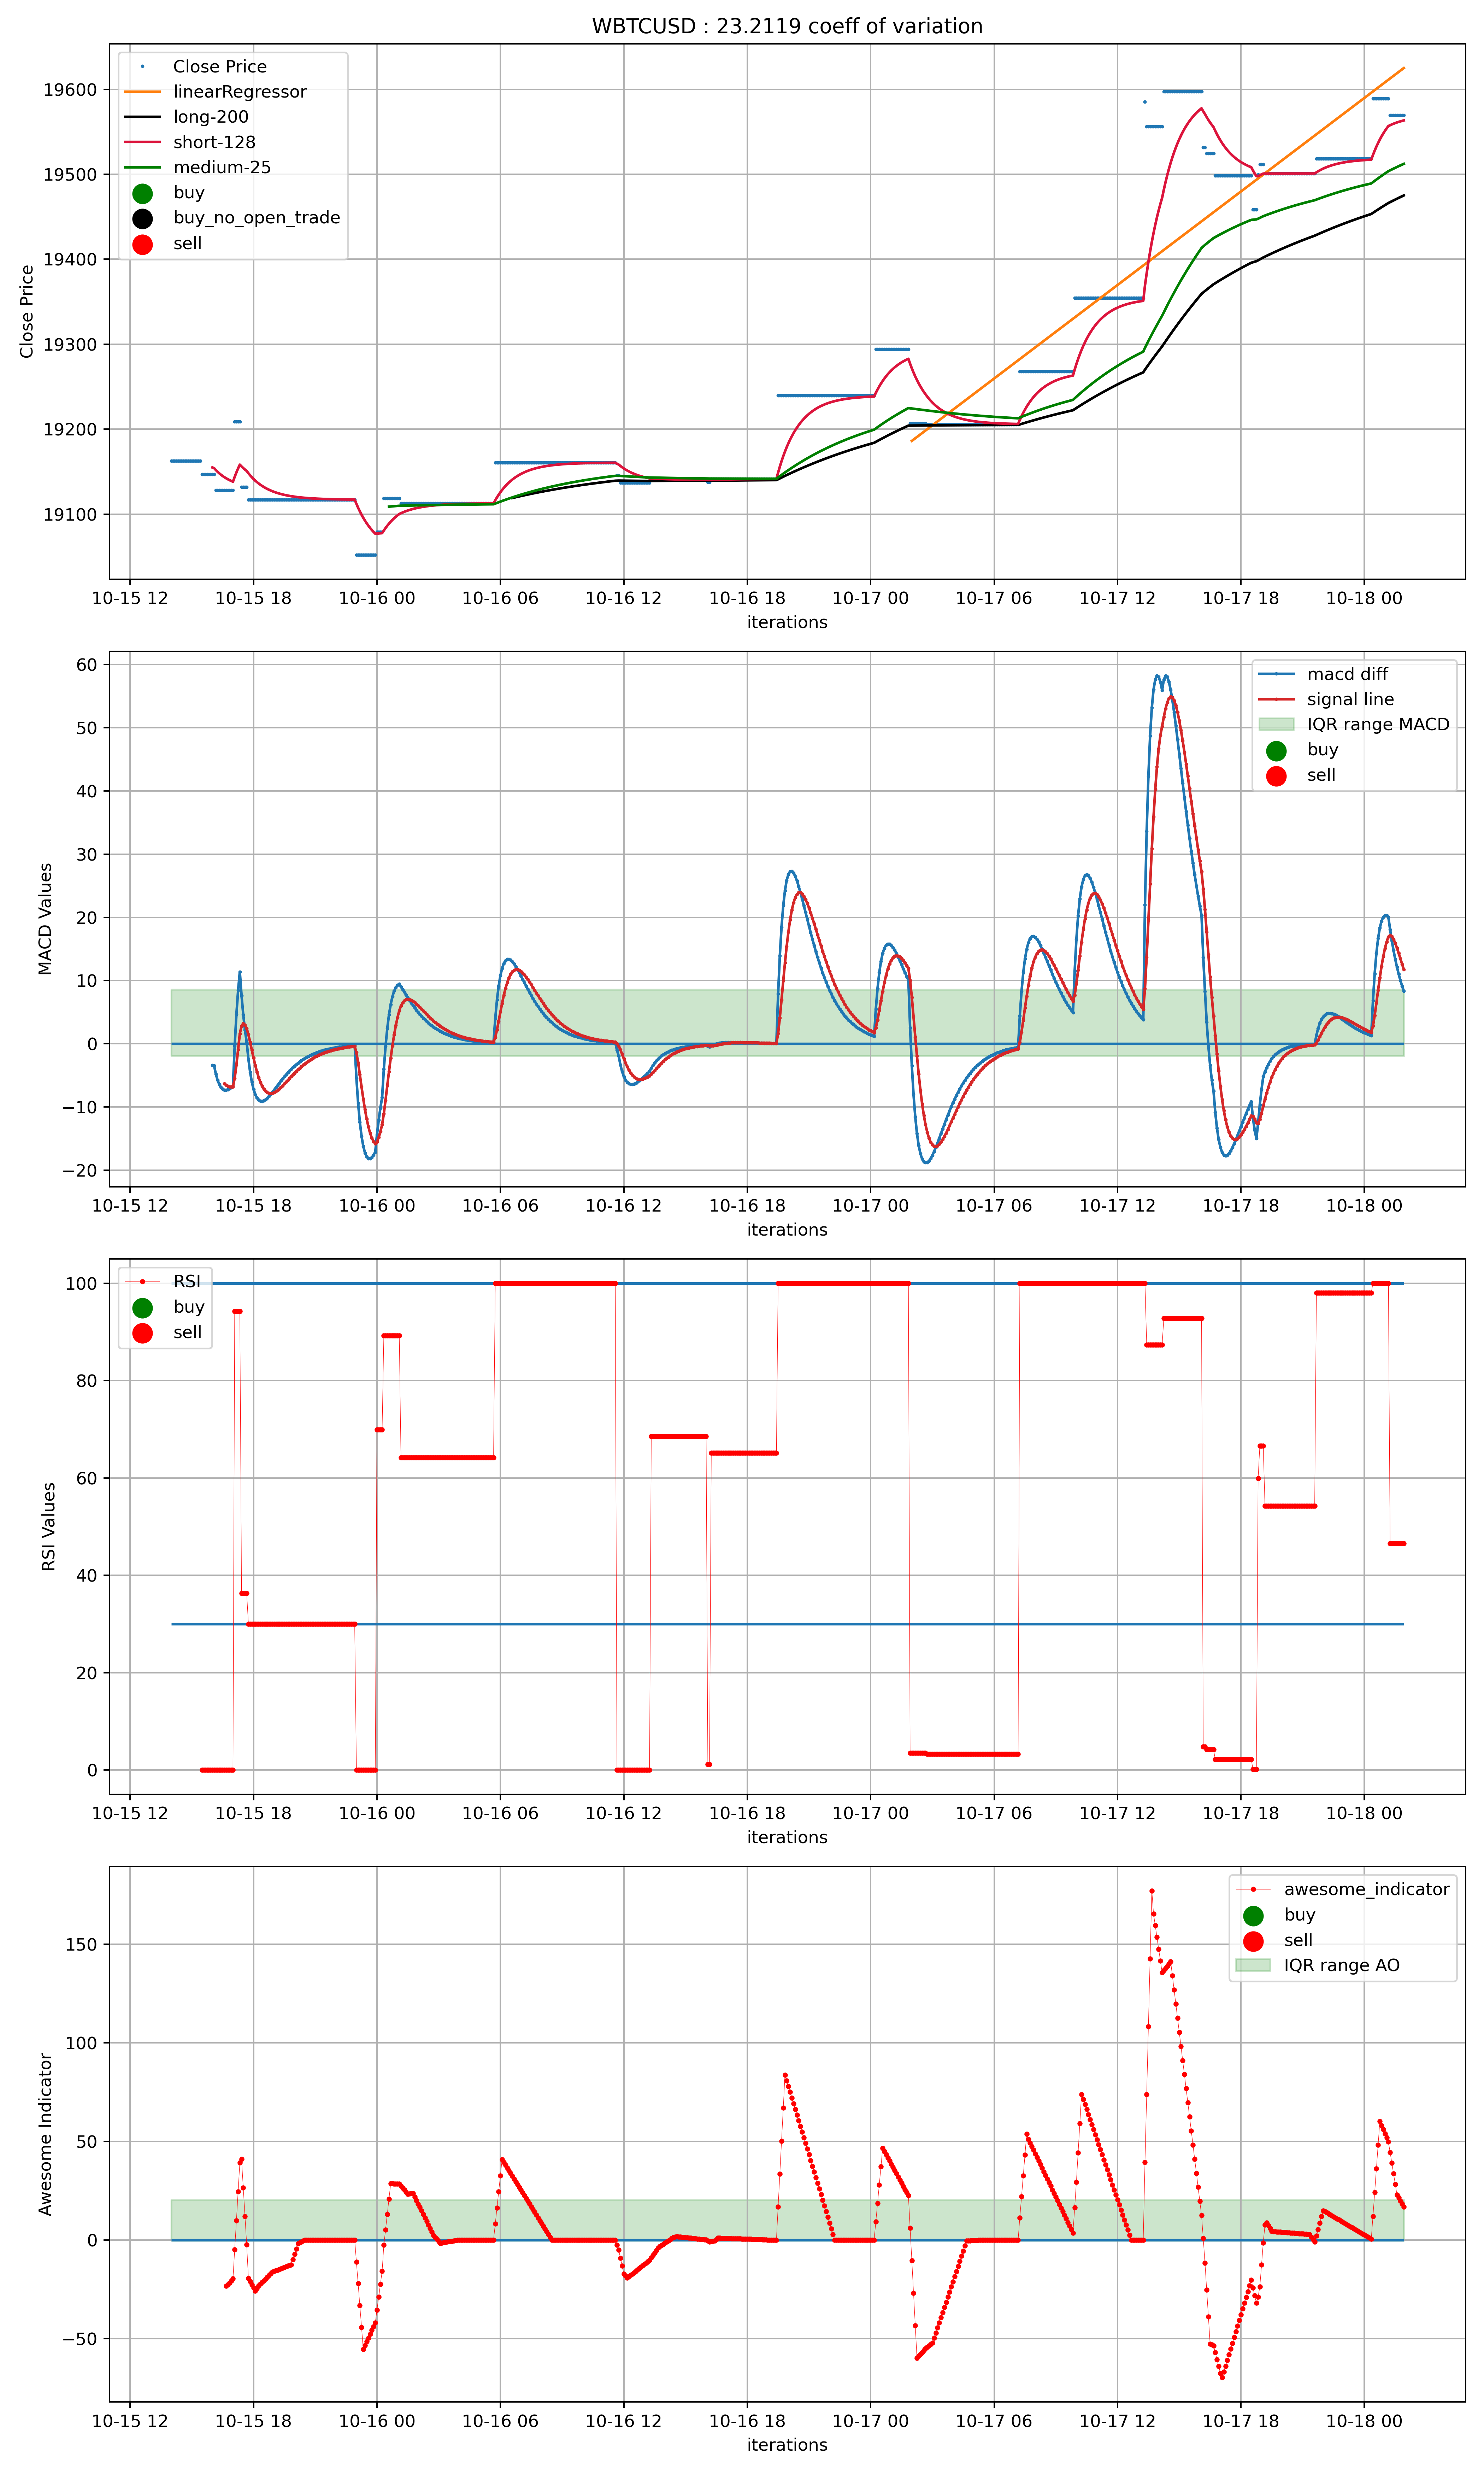 WBTCUSD : 23.2119 coeff of variation
Close Price
linearRegressor
long-200
short-128
medium-25
buy
buy_no_open_trade
sell
Close Price
19600
19500
19400
19300
19200
19100
10-15 12 10-15 18 10-16 00 10-16 06 10-16 12 10-16 18 10-17 00 10-17 06 10-17 12 10-17 18 10-18 00
iterations
macd diff
signal line
IQR range MACD
buy
sell
MACD Values
60
50
40
30
20
10
0
−10
−20
10-15 12 10-15 18 10-16 00 10-16 06 10-16 12 10-16 18 10-17 00 10-17 06 10-17 12 10-17 18 10-18 00
iterations
RSI
buy
sell
RSI Values
100
80
60
40
20
0
10-15 12 10-15 18 10-16 00 10-16 06 10-16 12 10-16 18 10-17 00 10-17 06 10-17 12 10-17 18 10-18 00
iterations
awesome_indicator
buy
sell
IQR range AO
Awesome Indicator
150
100
50
0
−50
10-15 12 10-15 18 10-16 00 10-16 06 10-16 12 10-16 18 10-17 00 10-17 06 10-17 12 10-17 18 10-18 00
iterations